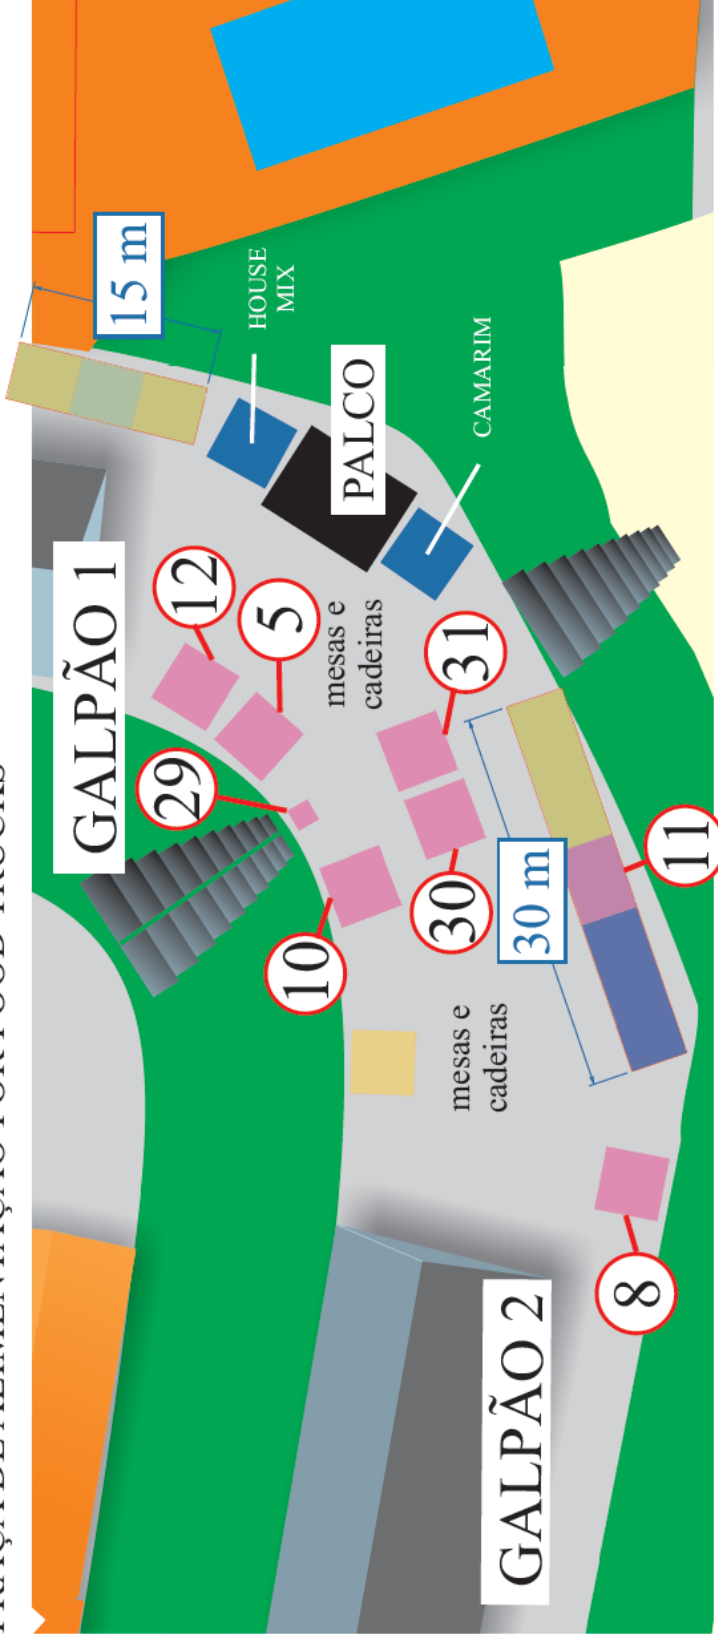 GALPÃO 2
8
mesas e
cadeiras
10
29
GALPÃO 1
12
5
mesas e
cadeiras
30
31
30 m
11
15 m
HOUSE
MIX
PALCO
CAMARIM